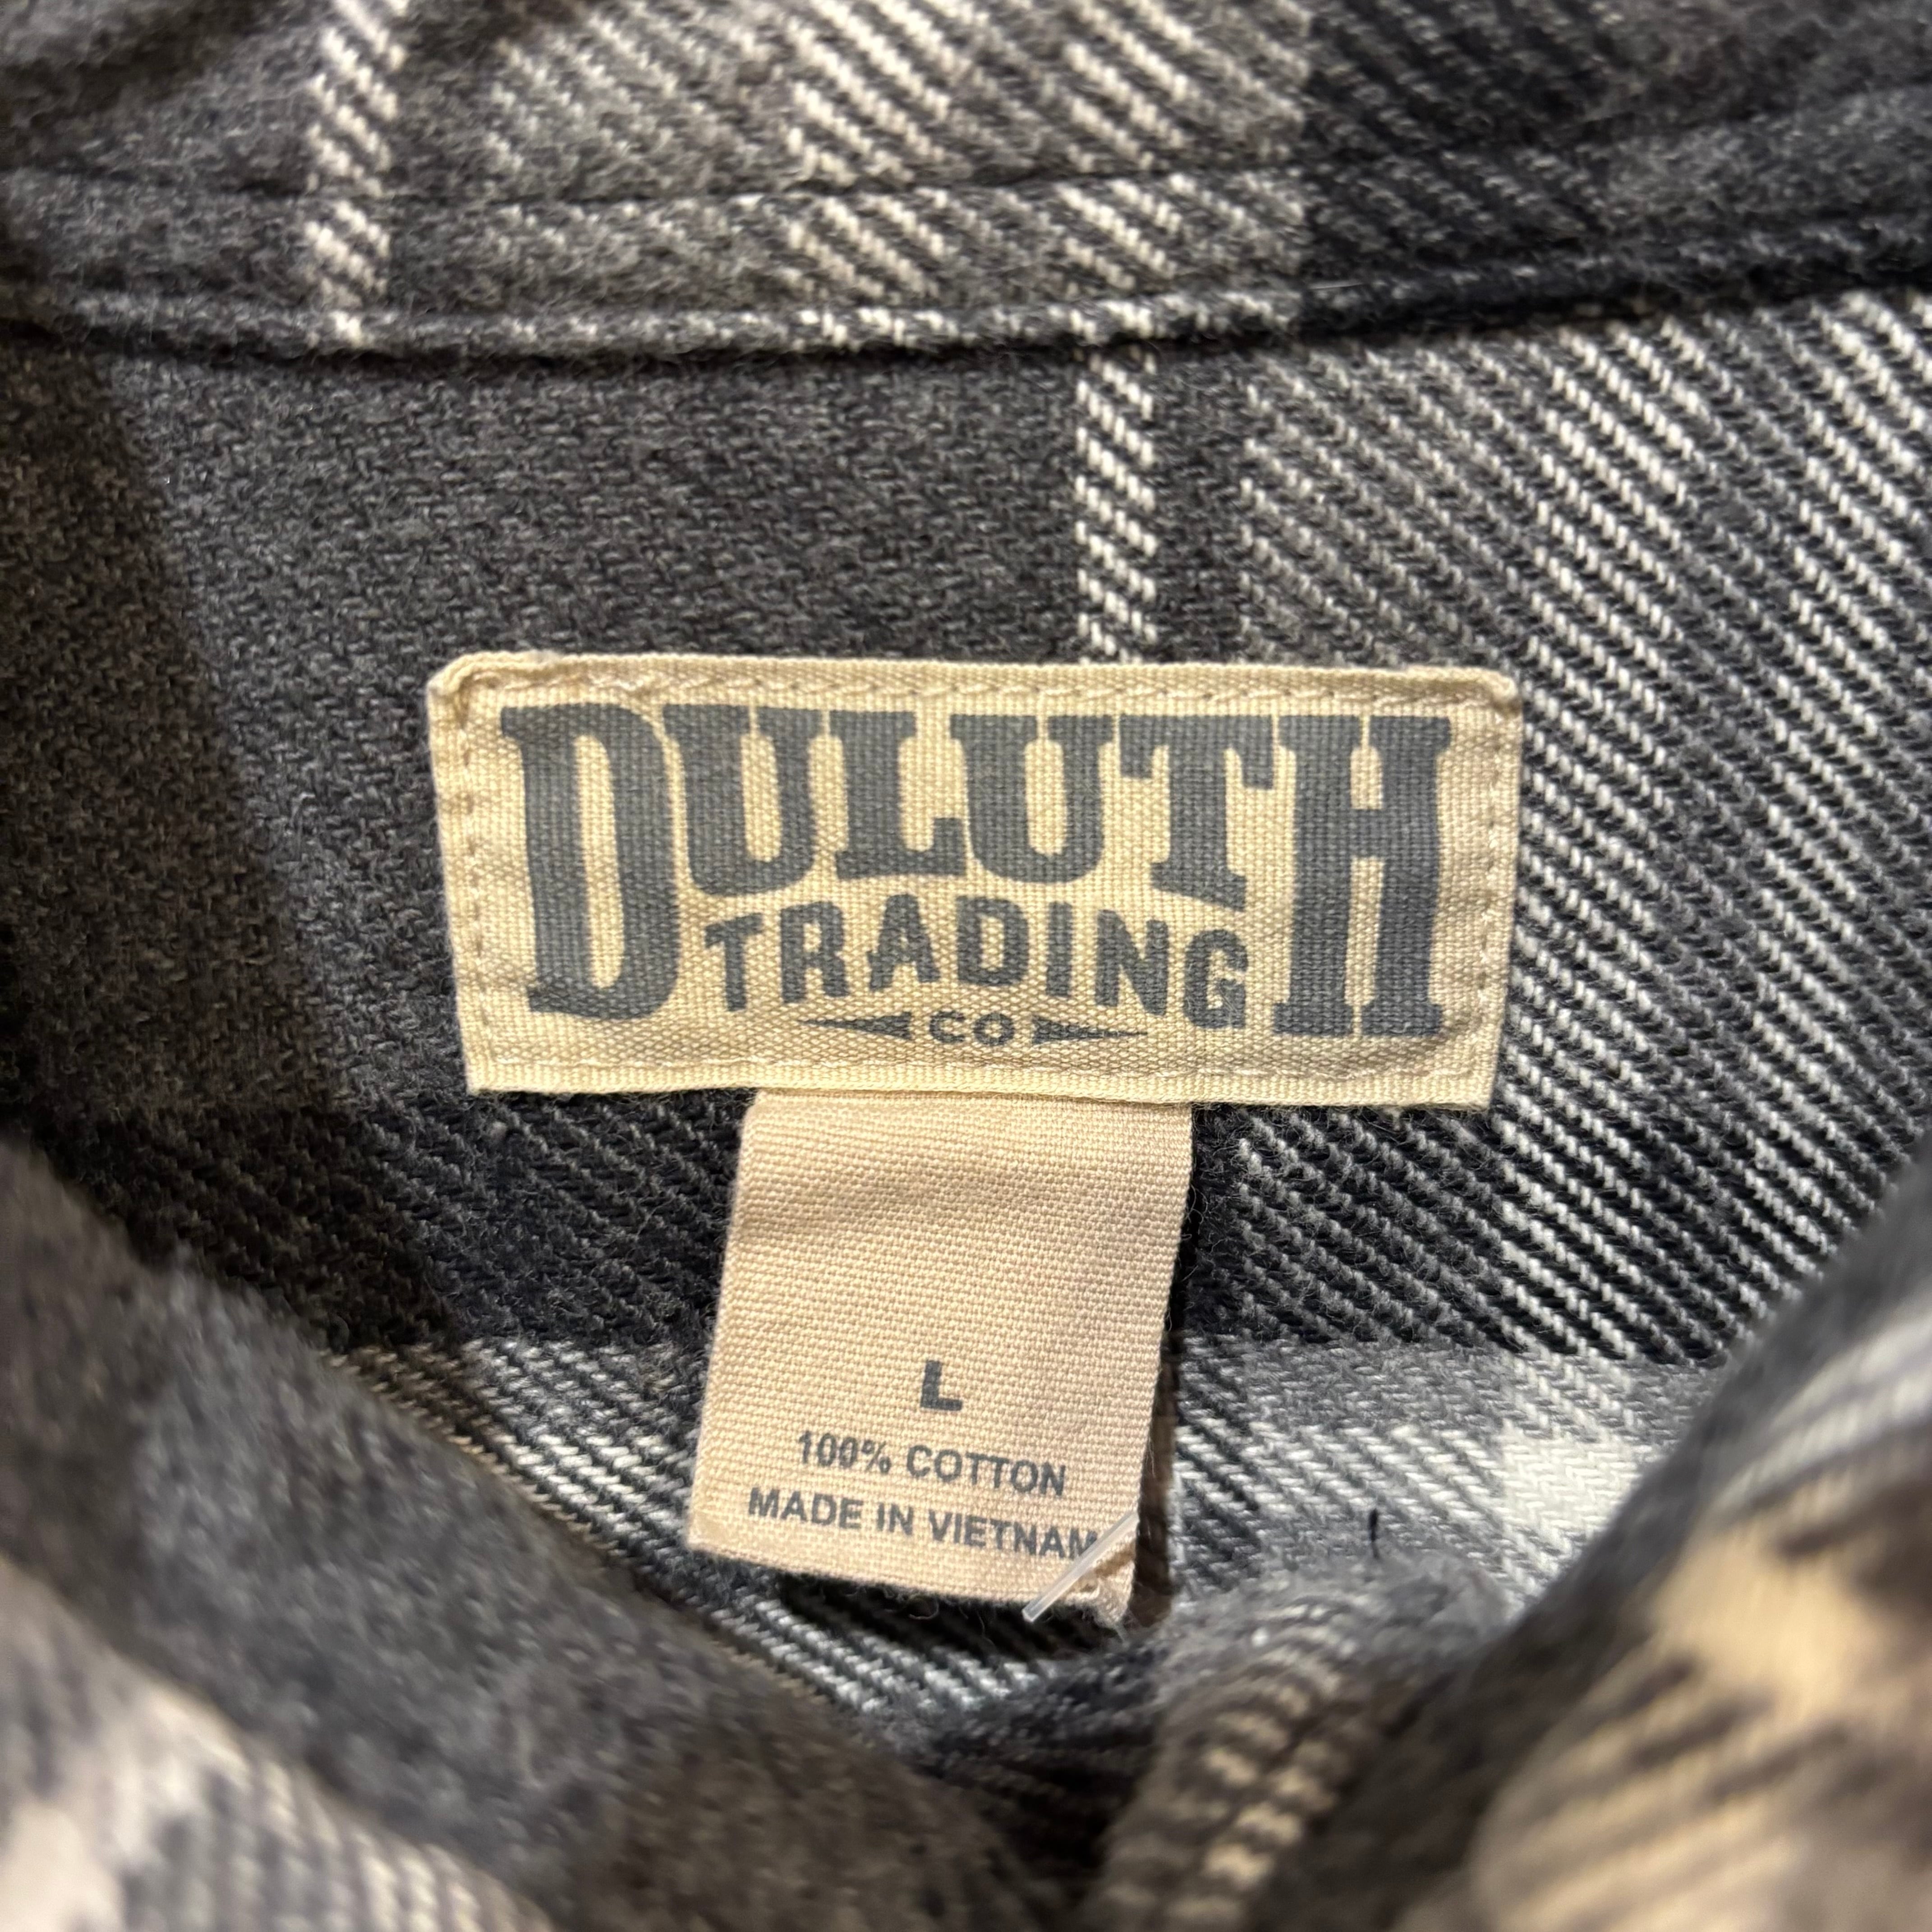 DULUTH
TRADING
CO
L
100% COTTON
MADE IN VIETNAM